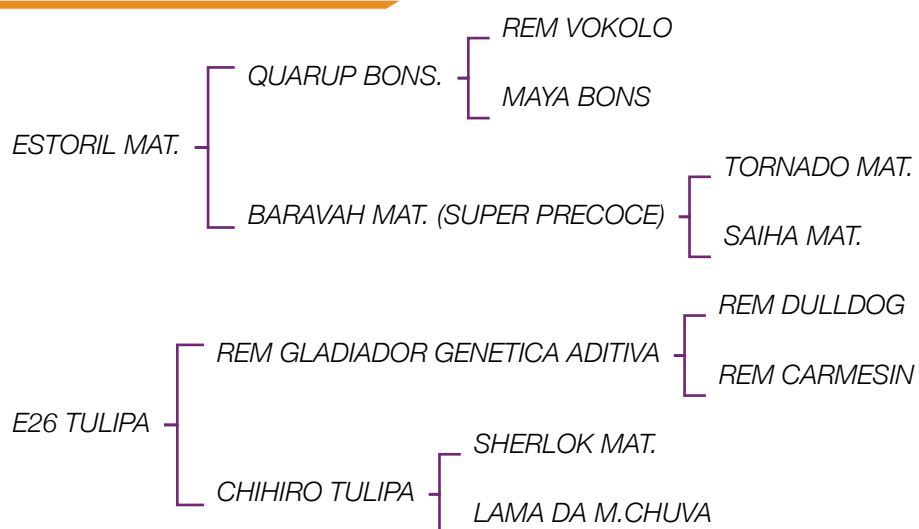 REM VOKOLO
QUARUP BONS.
MAYA BONS
ESTORIL MAT.
TORNADO MAT.
BARAVAH MAT. (SUPER PRECOCE)
SAIHA MAT.
REM DULLDOG
REM GLADIADOR GENETICA ADITIVA
REM CARMESIN
E26 TULIPA
SHERLOK MAT.
CHIHIRO TULIPA
LAMA DA M.CHUVA